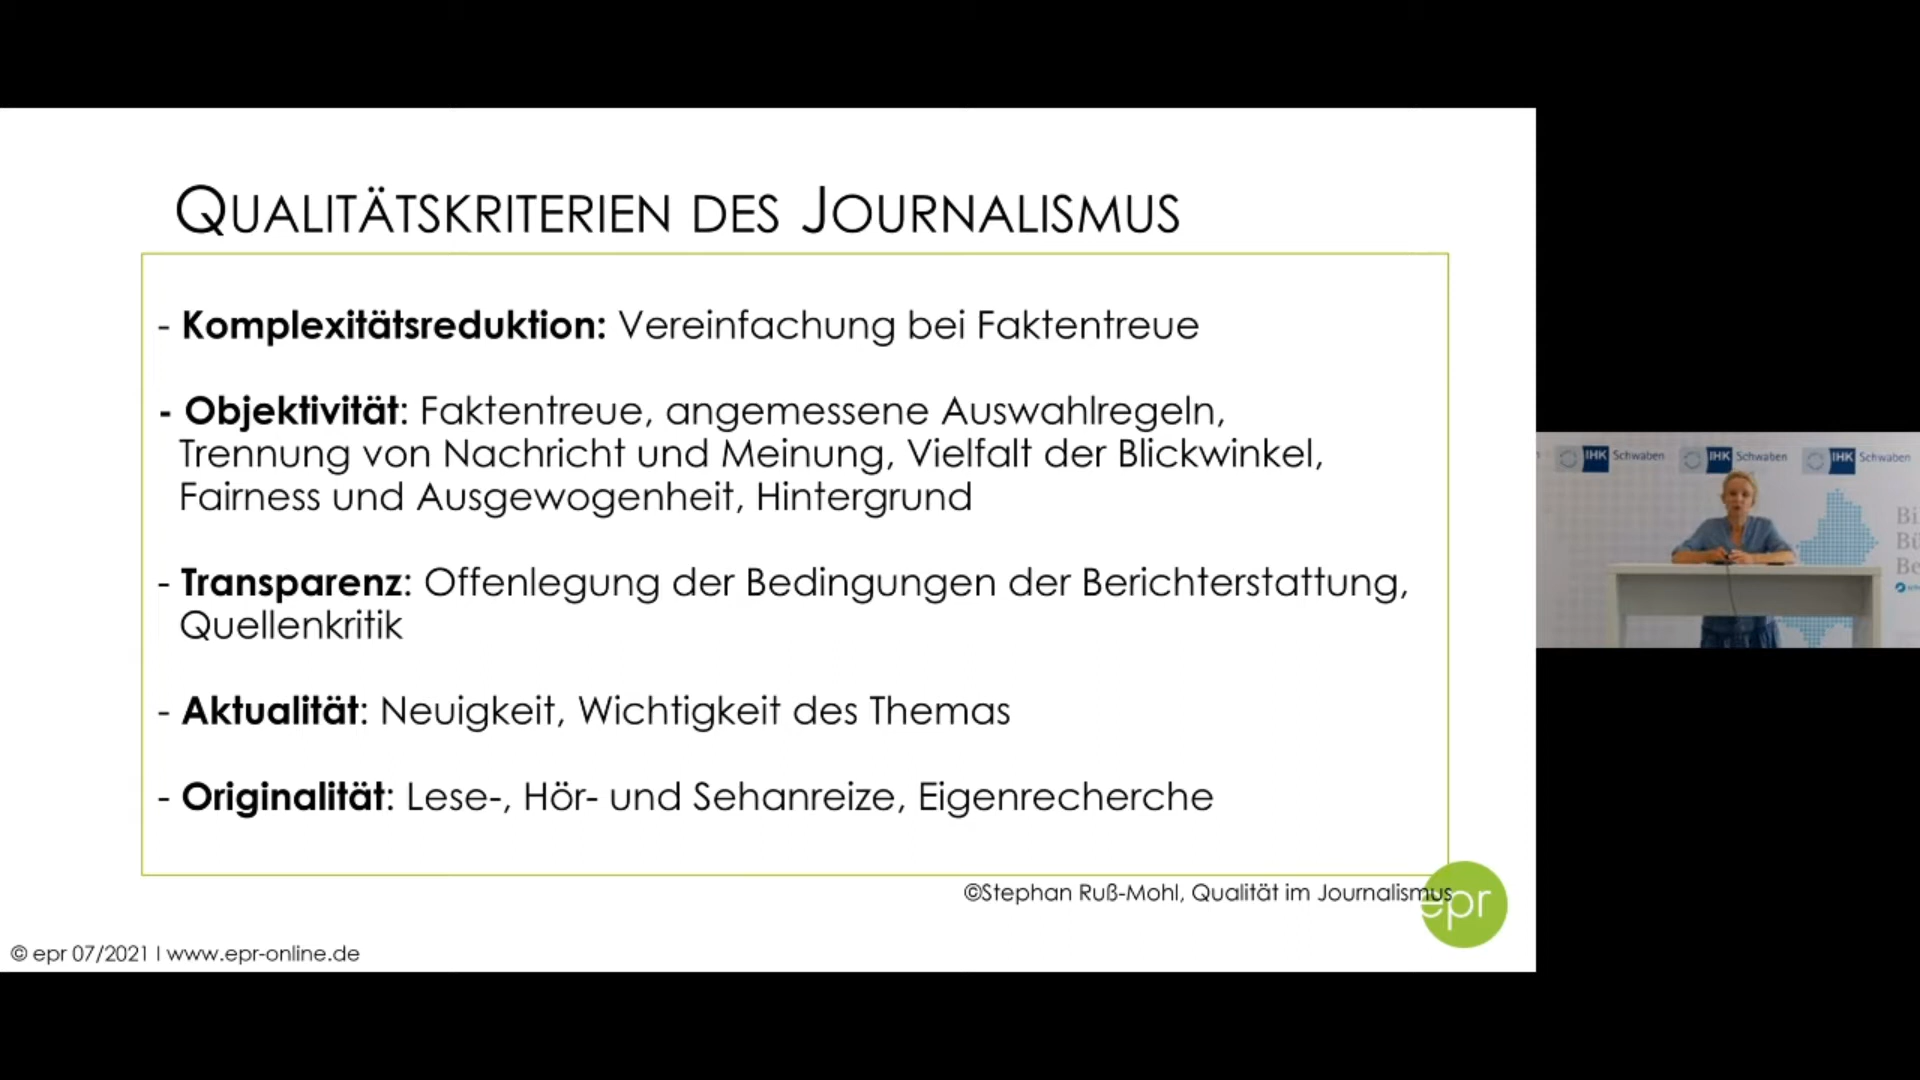 QUALITÄTSKRITERIEN DES JOURNALISMUS
- Komplexitätsreduktion: Vereinfachung bei Faktentreue
- Objektivität: Faktentreue, angemessene Auswahlregeln,
Trennung von Nachricht und Meinung, Vielfalt der Blickwinkel,
Fairness und Ausgewogenheit, Hintergrund
- Transparenz: Offenlegung der Bedingungen der Berichterstattung,
Quellenkritik
- Aktualität: Neuigkeit, Wichtigkeit des Themas
- Originalität: Lese-, Hör- und Sehanreize, Eigenrecherche
©Stephan Ruß-Mohl, Qualität im Journalismus
epr
© epr 07/2021 I www.epr-online.de
IHK Schwaben IHK Schwaben IHK Schwaben
Bi
Bü
Be